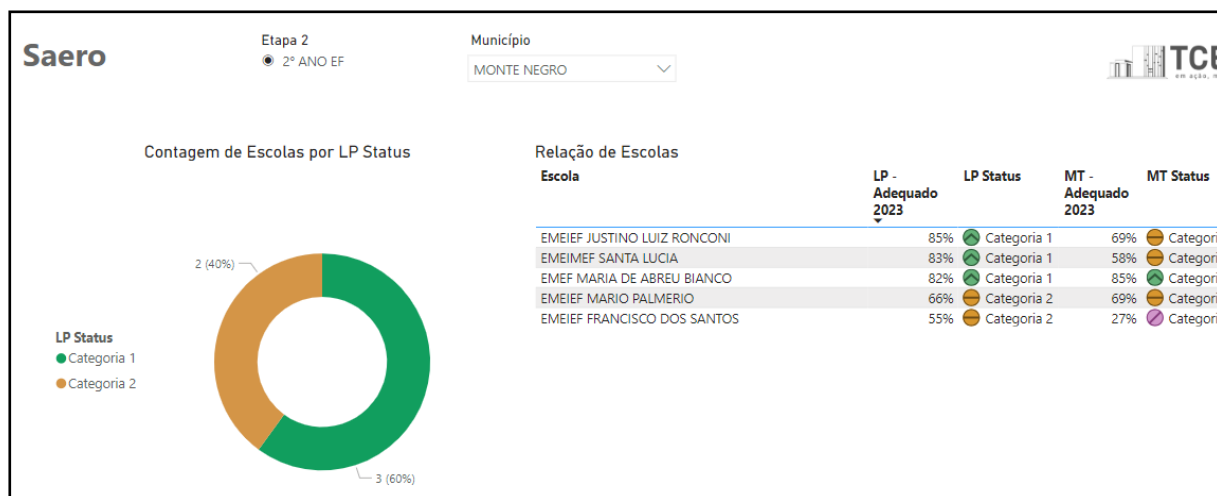 Saero
Etapa 2
2º ANO EF
Município
MONTE NEGRO
em ação,
Contagem de Escolas por LP Status
2 (40%)
3 (60%)
LP Status
Categoria 1
Categoria 2
Relação de Escolas
Escola LP - Adequado 2023 LP Status MT - Adequado 2023 MT Status
EMEIEF JUSTINO LUIZ RONCONI 85% Categoria 1 69%
EMEIMEF SANTA LUCIA 83% Categoria 1 58%
EMEF MARIA DE ABREU BIANCO 82% Categoria 1 85%
EMEIEF MARIO PALMERIO 66% Categoria 2 69%
EMEIEF FRANCISCO DOS SANTOS 55% Categoria 2 27%